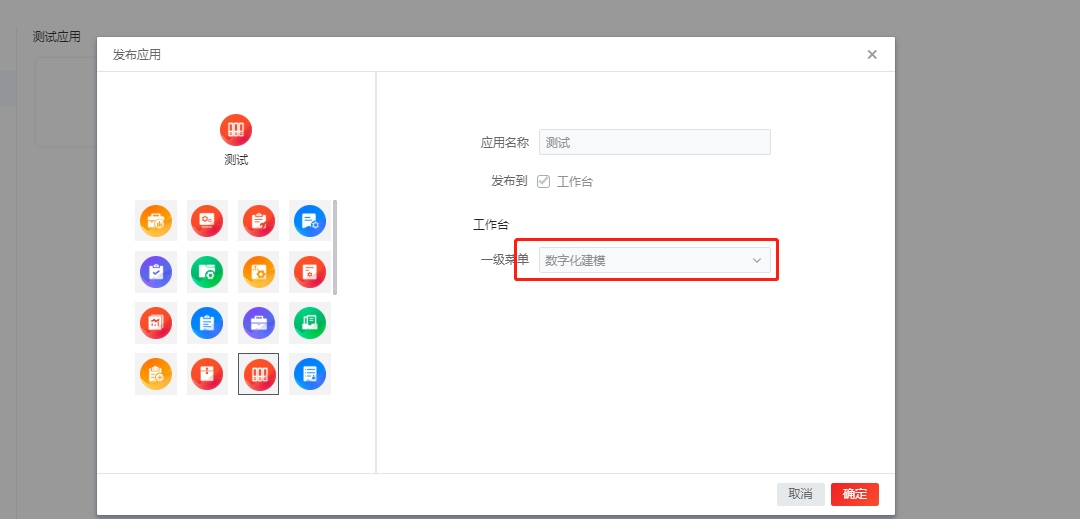 测试应用
发布应用
测试
应用名称 测试
发布到 工作台
工作台
一级菜单 数字化建模
取消 确定